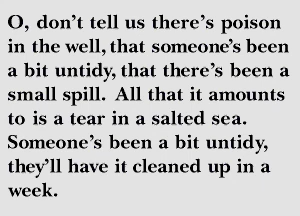 O, don't tell us there's poison
in the well, that someone's been
a bit untidy, that there's been a
small spill. All that it amounts
to is a tear in a salted sea.
Someone's been a bit untidy,
they'll have it cleaned up in a
week.